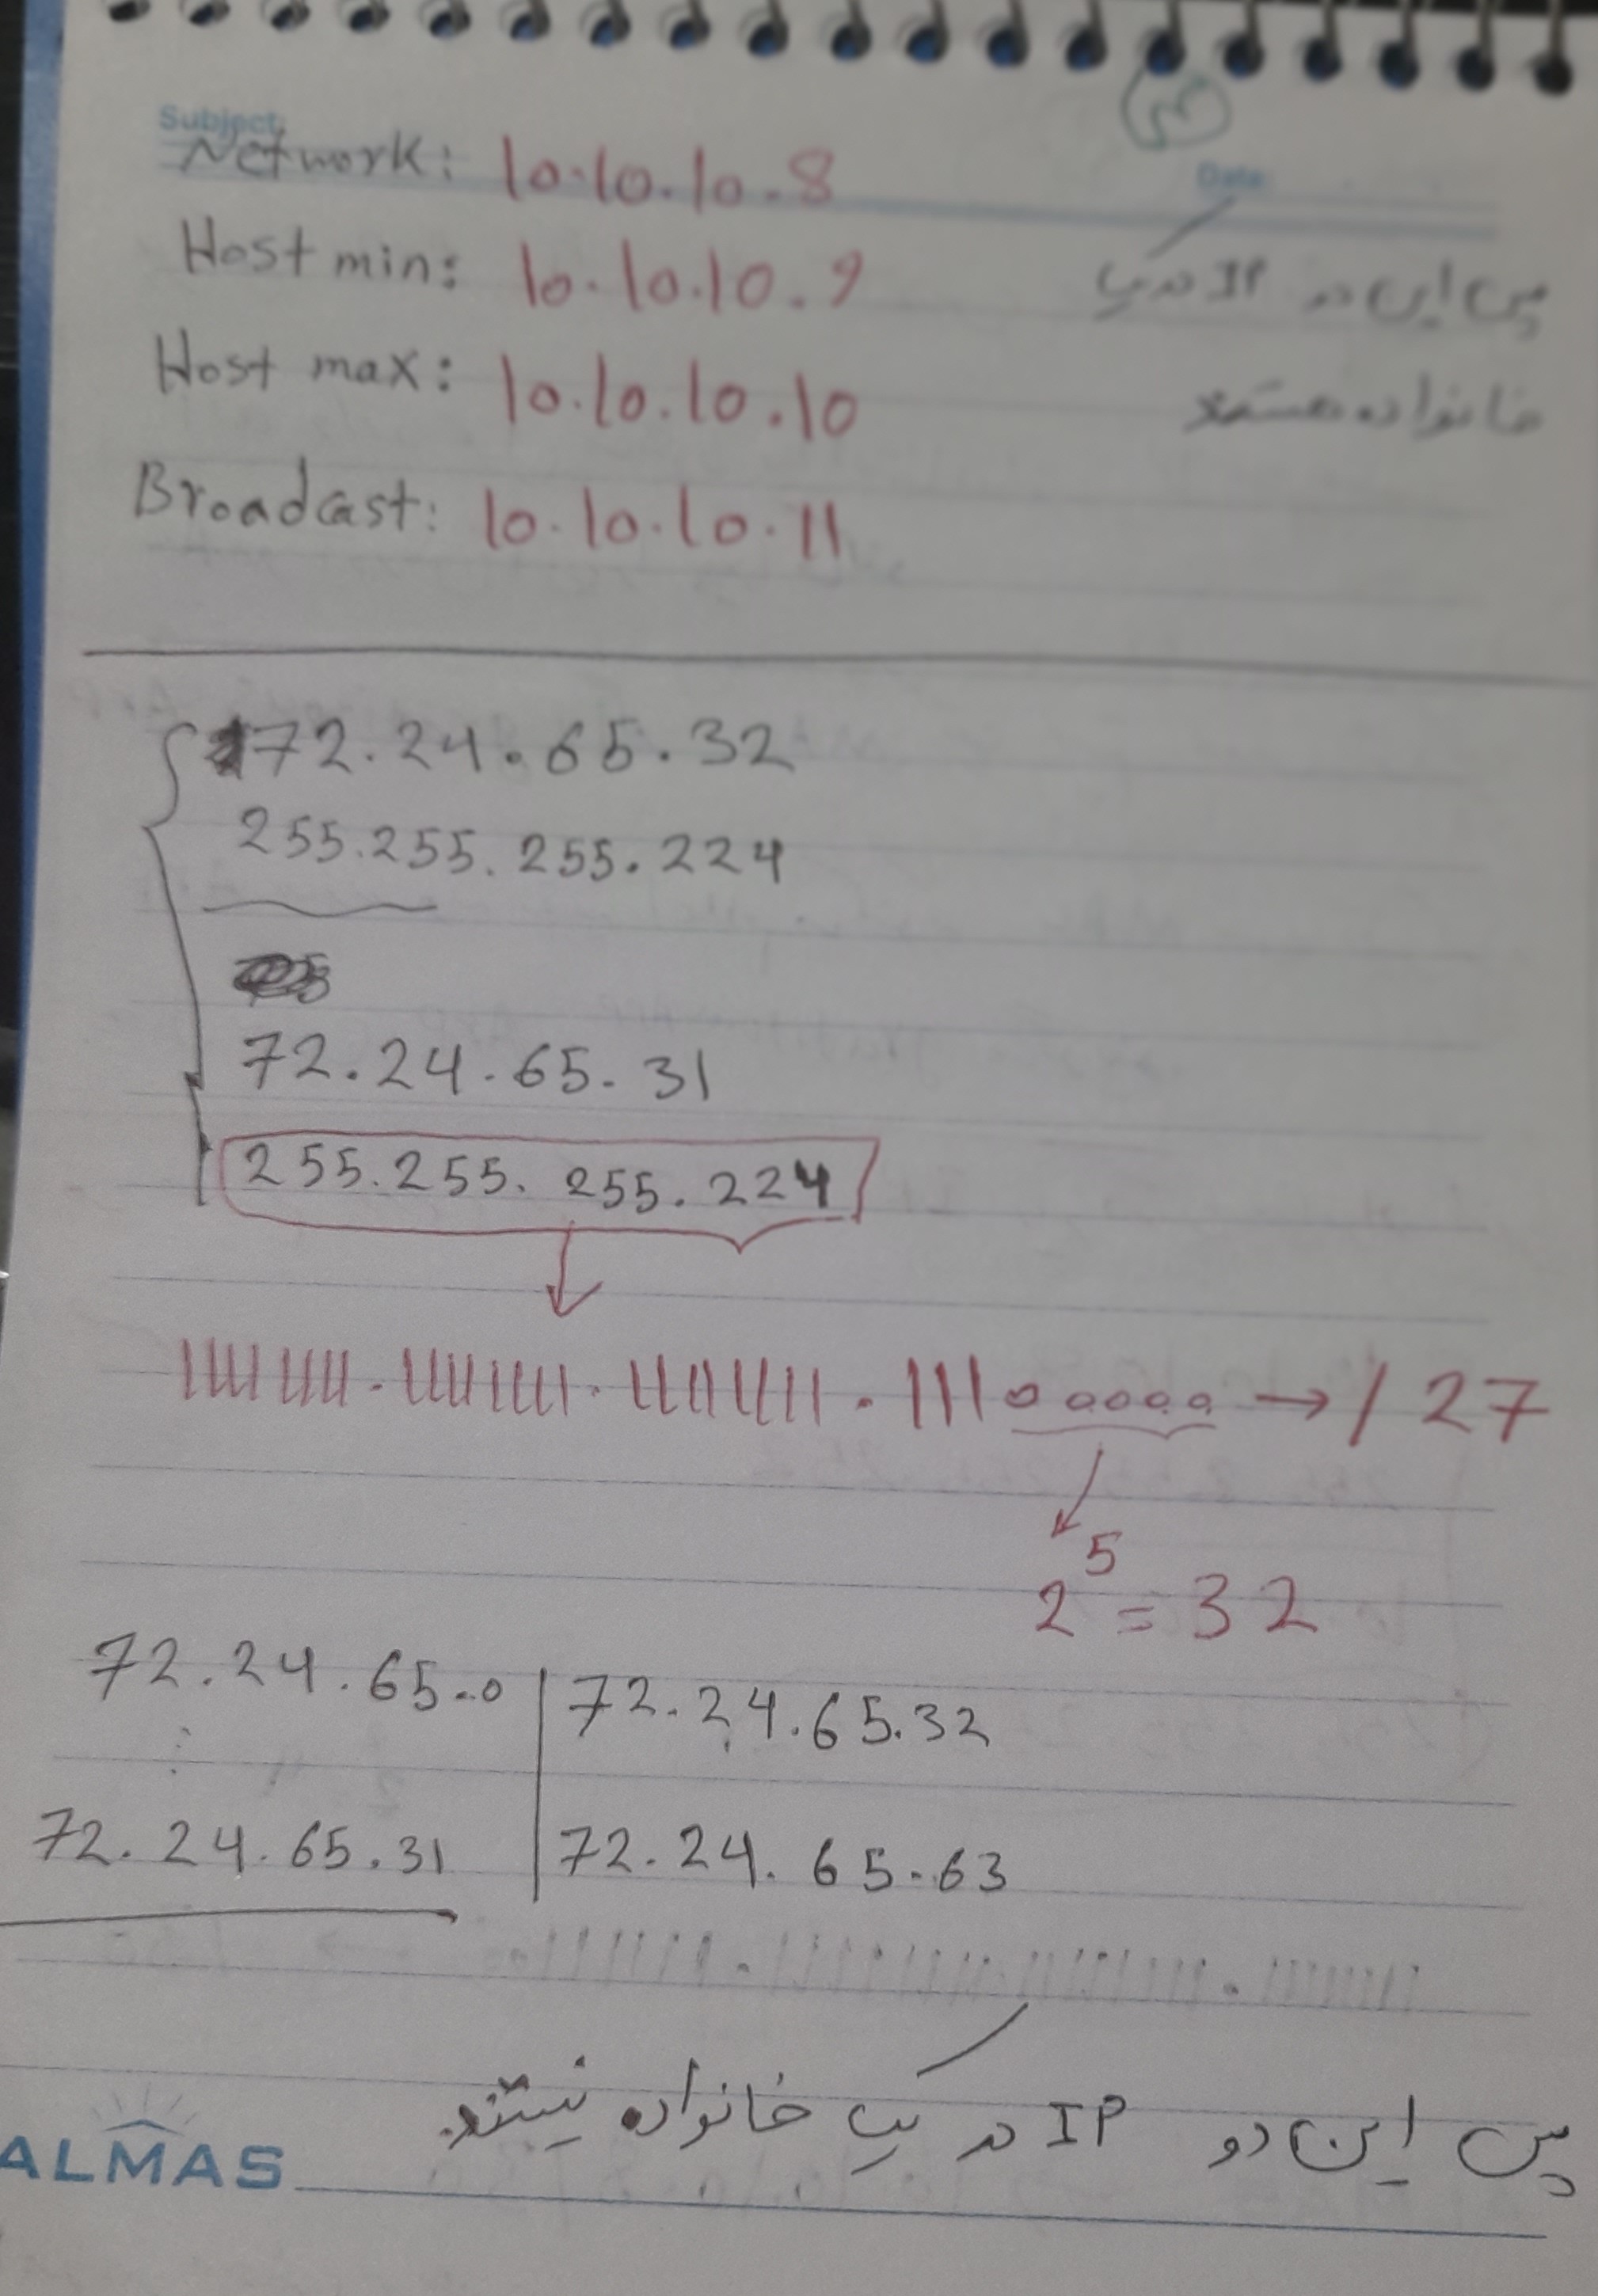 Subject:
Date:
Network: 10.10.10.8
Host min: 10.10.10.9
پس این دو IP در یک
Host max: 10.10.10.10
خانواده هستند
Broadcast: 10.10.10.11
72.24.65.32
255.255.255.224
72.24.65.31
255.255.255.224
11111111.11111111.11111111.11100000 → / 27
2^5 = 32
72.24.65.0 | 72.24.65.32
72.24.65.31 | 72.24.65.63
پس این دو IP در یک خانواده نیستند.
ALMAS